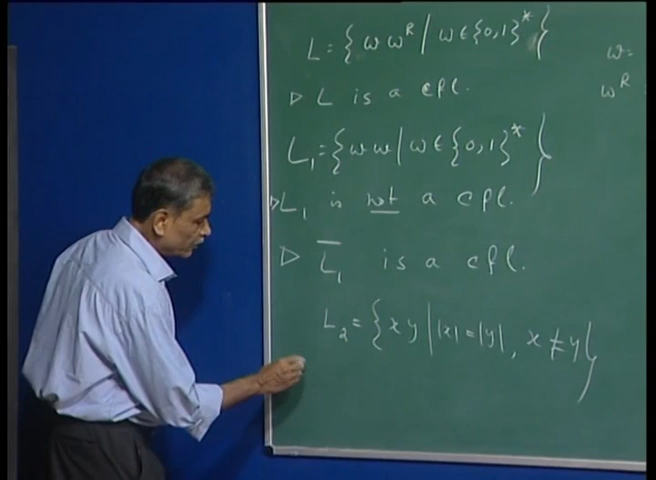 L = { w w^R | w ∈ {0,1}* }
w =
▷ L is a cfl.
w^R
L₁ = { w w | w ∈ {0,1}* }
▷ L₁ is not a cfl.
▷ L̅₁ is a cfl.
L₂ = { x y | |x| = |y|, x ≠ y }